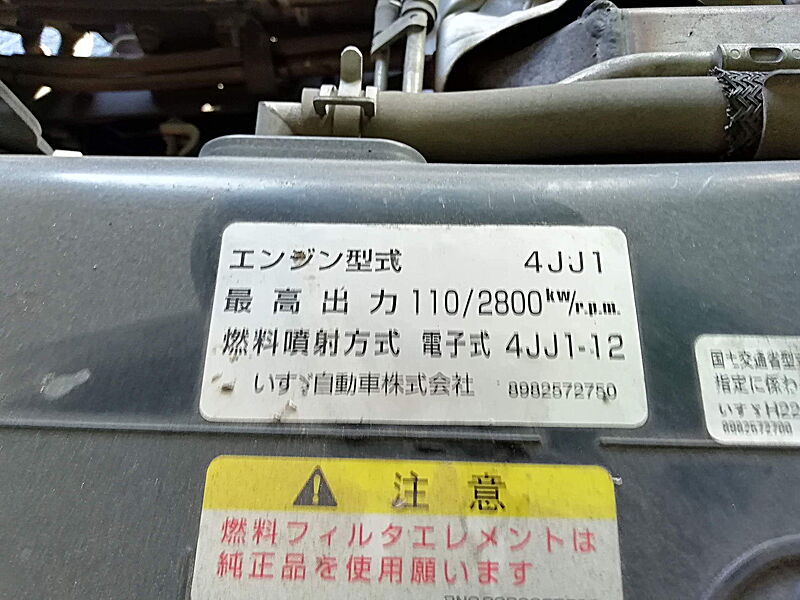 エンジン型式 4JJ1
最高出力 110/2800kw/r.p.m.
燃料噴射方式 電子式 4JJ1-12
いすゞ自動車株式会社 8982572750
国土交通省型
指定に係わ
いすゞH22
8982572700
注意
燃料フィルタエレメントは
純正品を使用願います